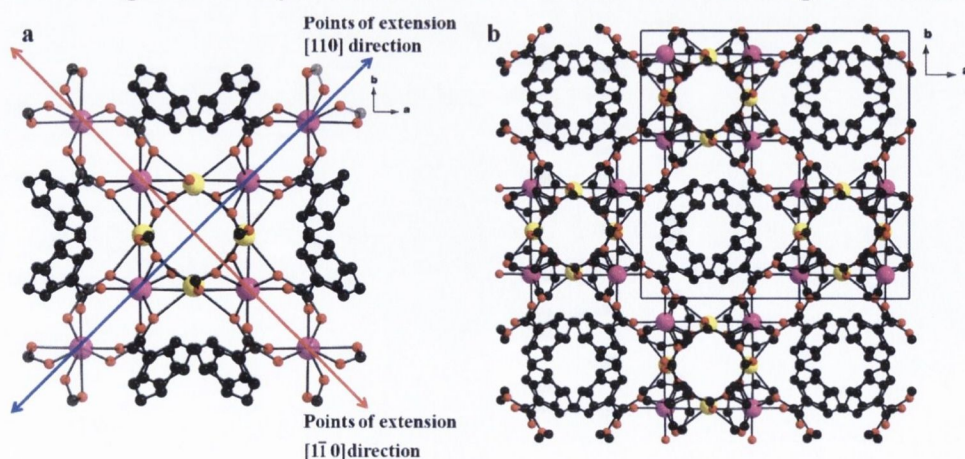 a
Points of extension
[110] direction
b
a
Points of extension
[11̄ 0]direction
b
b
a